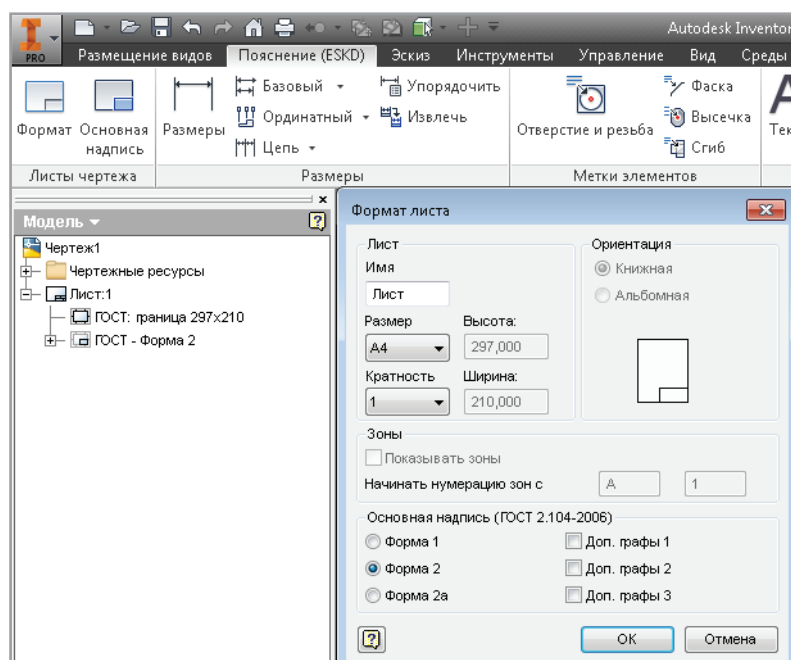 PRO
Autodesk Inventor
Размещение видов Пояснение (ESKD) Эскиз Инструменты Управление Вид Среды
Формат
Основная
надпись
Размеры
Базовый
Ординатный
Цепь
Упорядочить
Извлечь
Отверстие и резьба
Фаска
Высечка
Сгиб
A
Тек
Листы чертежа Размеры Метки элементов
Модель
Чертеж1
Чертежные ресурсы
Лист:1
ГОСТ: граница 297x210
ГОСТ - Форма 2
Формат листа
Лист
Имя
Лист
Размер Высота:
A4 297,000
Кратность Ширина:
1 210,000
Ориентация
Книжная
Альбомная
Зоны
Показывать зоны
Начинать нумерацию зон с A 1
Основная надпись (ГОСТ 2.104-2006)
Форма 1 Доп. графы 1
Форма 2 Доп. графы 2
Форма 2а Доп. графы 3
OK Отмена